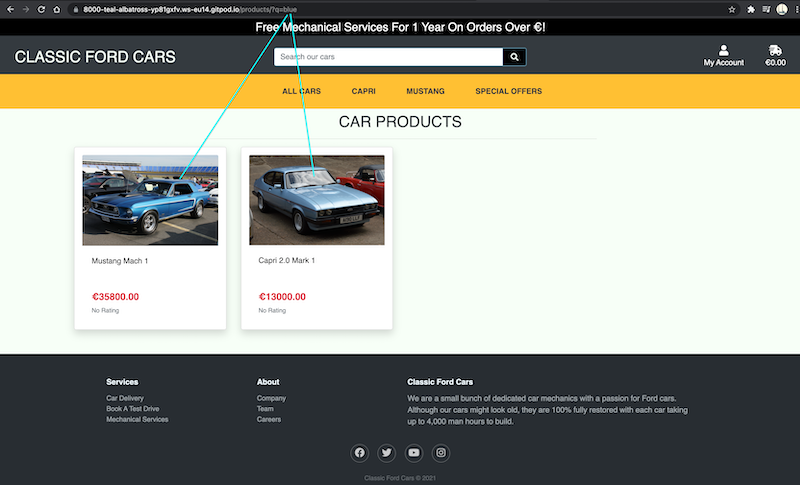 8000-teal-albatross-yp81gxfv.ws-eu14.gitpod.io/products/?q=blue
Free Mechanical Services For 1 Year On Orders Over €!
CLASSIC FORD CARS
Search our cars
My Account
€0.00
ALL CARS
CAPRI
MUSTANG
SPECIAL OFFERS
CAR PRODUCTS
Mustang Mach 1
€35800.00
No Rating
Capri 2.0 Mark 1
€13000.00
No Rating
Services
Car Delivery
Book A Test Drive
Mechanical Services
About
Company
Team
Careers
Classic Ford Cars
We are a small bunch of dedicated car mechanics with a passion for Ford cars.
Although our cars might look old, they are 100% fully restored with each car taking
up to 4,000 man hours to build.
Classic Ford Cars © 2021